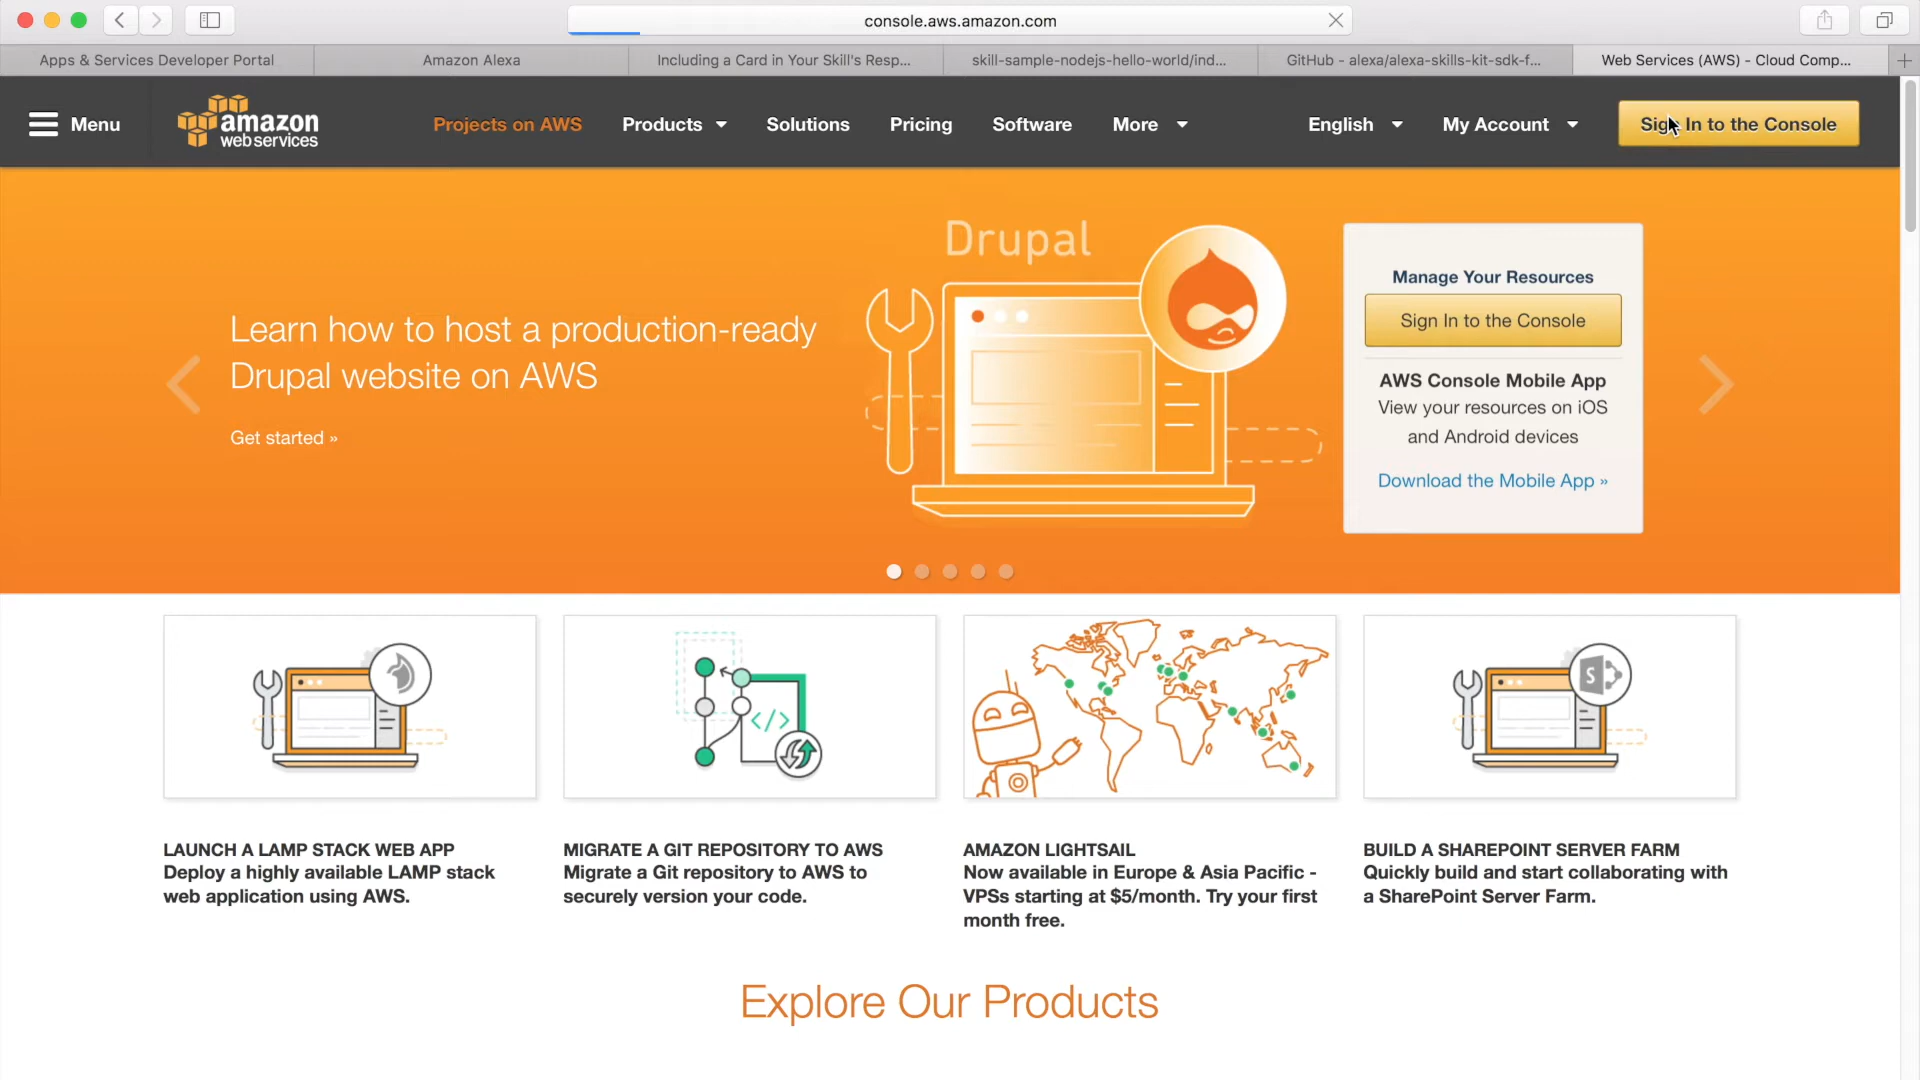 console.aws.amazon.com
Apps & Services Developer Portal
Amazon Alexa
Including a Card in Your Skill's Resp...
skill-sample-nodejs-hello-world/ind...
GitHub - alexa/alexa-skills-kit-sdk-f...
Web Services (AWS) - Cloud Comp...
Menu
amazon
webservices
Projects on AWS
Products
Solutions
Pricing
Software
More
English
My Account
Sign In to the Console
Drupal
Learn how to host a production-ready
Drupal website on AWS
Get started »
Manage Your Resources
Sign In to the Console
AWS Console Mobile App
View your resources on iOS
and Android devices
Download the Mobile App »
</>
S
LAUNCH A LAMP STACK WEB APP
Deploy a highly available LAMP stack
web application using AWS.
MIGRATE A GIT REPOSITORY TO AWS
Migrate a Git repository to AWS to
securely version your code.
AMAZON LIGHTSAIL
Now available in Europe & Asia Pacific -
VPSs starting at $5/month. Try your first
month free.
BUILD A SHAREPOINT SERVER FARM
Quickly build and start collaborating with
a SharePoint Server Farm.
Explore Our Products